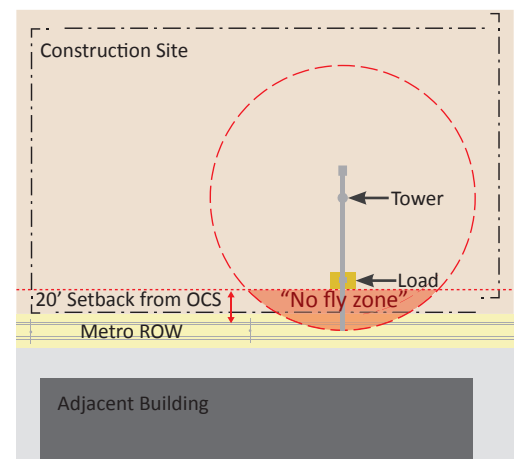 Construction Site
Tower
Load
20’ Setback from OCS
“No fly zone”
Metro ROW
Adjacent Building